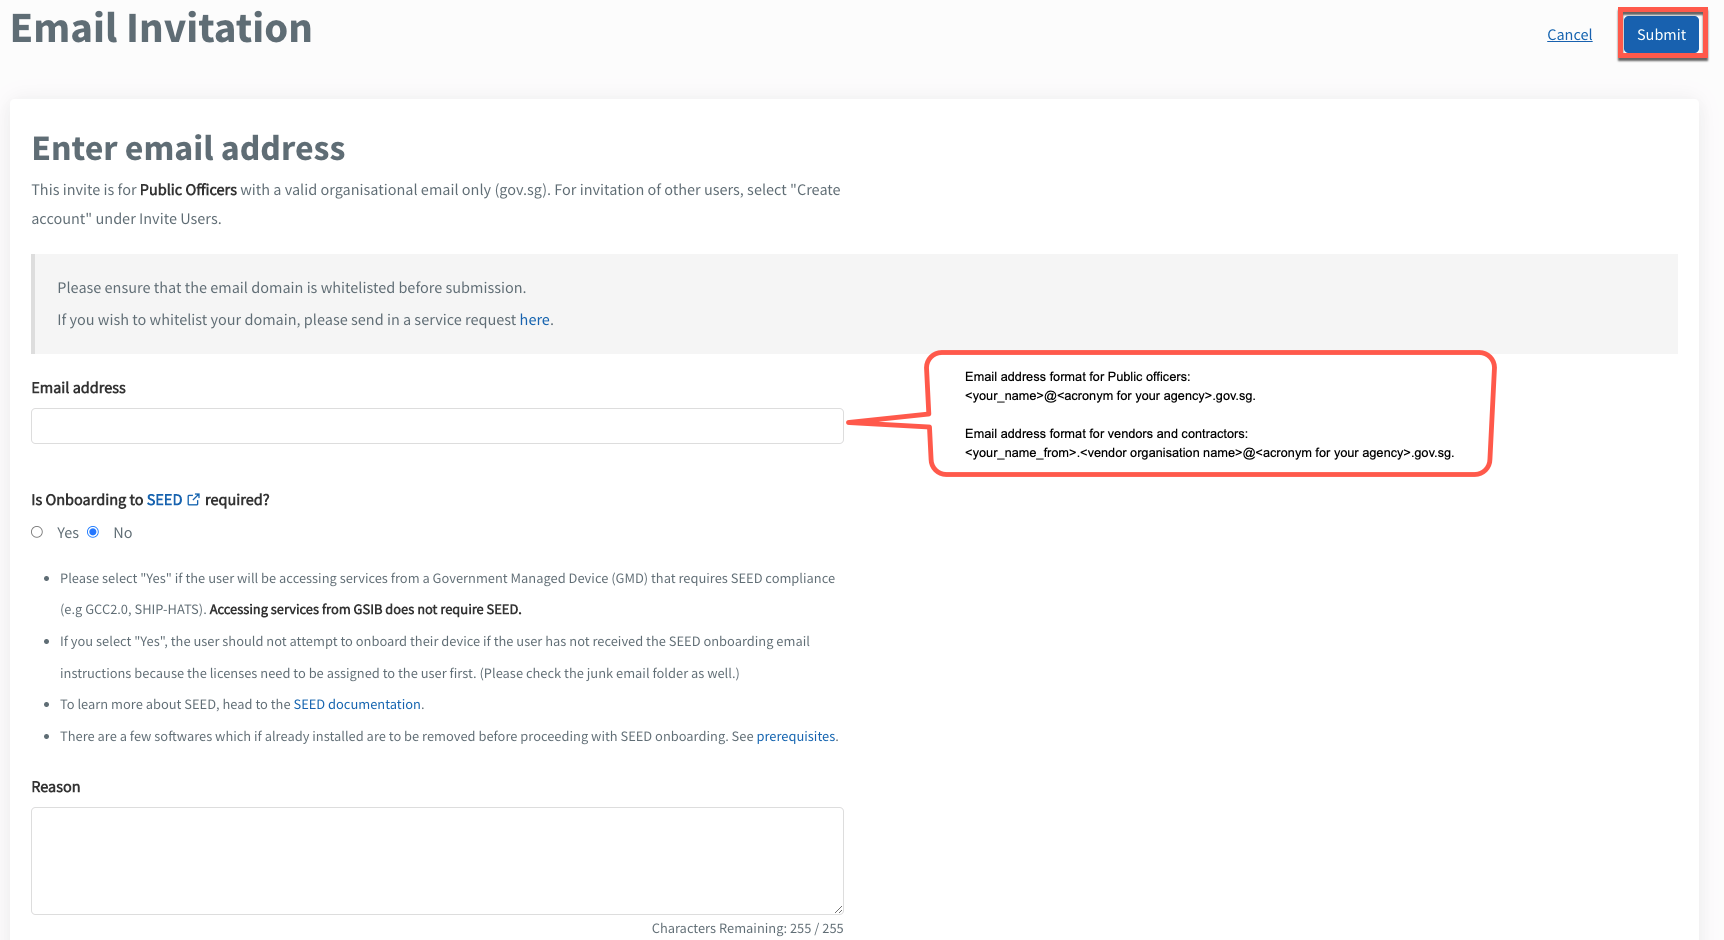 Email Invitation
Cancel
Submit
Enter email address
This invite is for Public Officers with a valid organisational email only (gov.sg). For invitation of other users, select "Create
account" under Invite Users.
Please ensure that the email domain is whitelisted before submission.
If you wish to whitelist your domain, please send in a service request here.
Email address
Email address format for Public officers:
<your_name>@<acronym for your agency>.gov.sg.
Email address format for vendors and contractors:
<your_name_from>.<vendor organisation name>@<acronym for your agency>.gov.sg.
Is Onboarding to SEED required?
Yes No
• Please select "Yes" if the user will be accessing services from a Government Managed Device (GMD) that requires SEED compliance
(e.g GCC2.0, SHIP-HATS). Accessing services from GSIB does not require SEED.
• If you select "Yes", the user should not attempt to onboard their device if the user has not received the SEED onboarding email
instructions because the licenses need to be assigned to the user first. (Please check the junk email folder as well.)
• To learn more about SEED, head to the SEED documentation.
• There are a few softwares which if already installed are to be removed before proceeding with SEED onboarding. See prerequisites.
Reason
Characters Remaining: 255 / 255